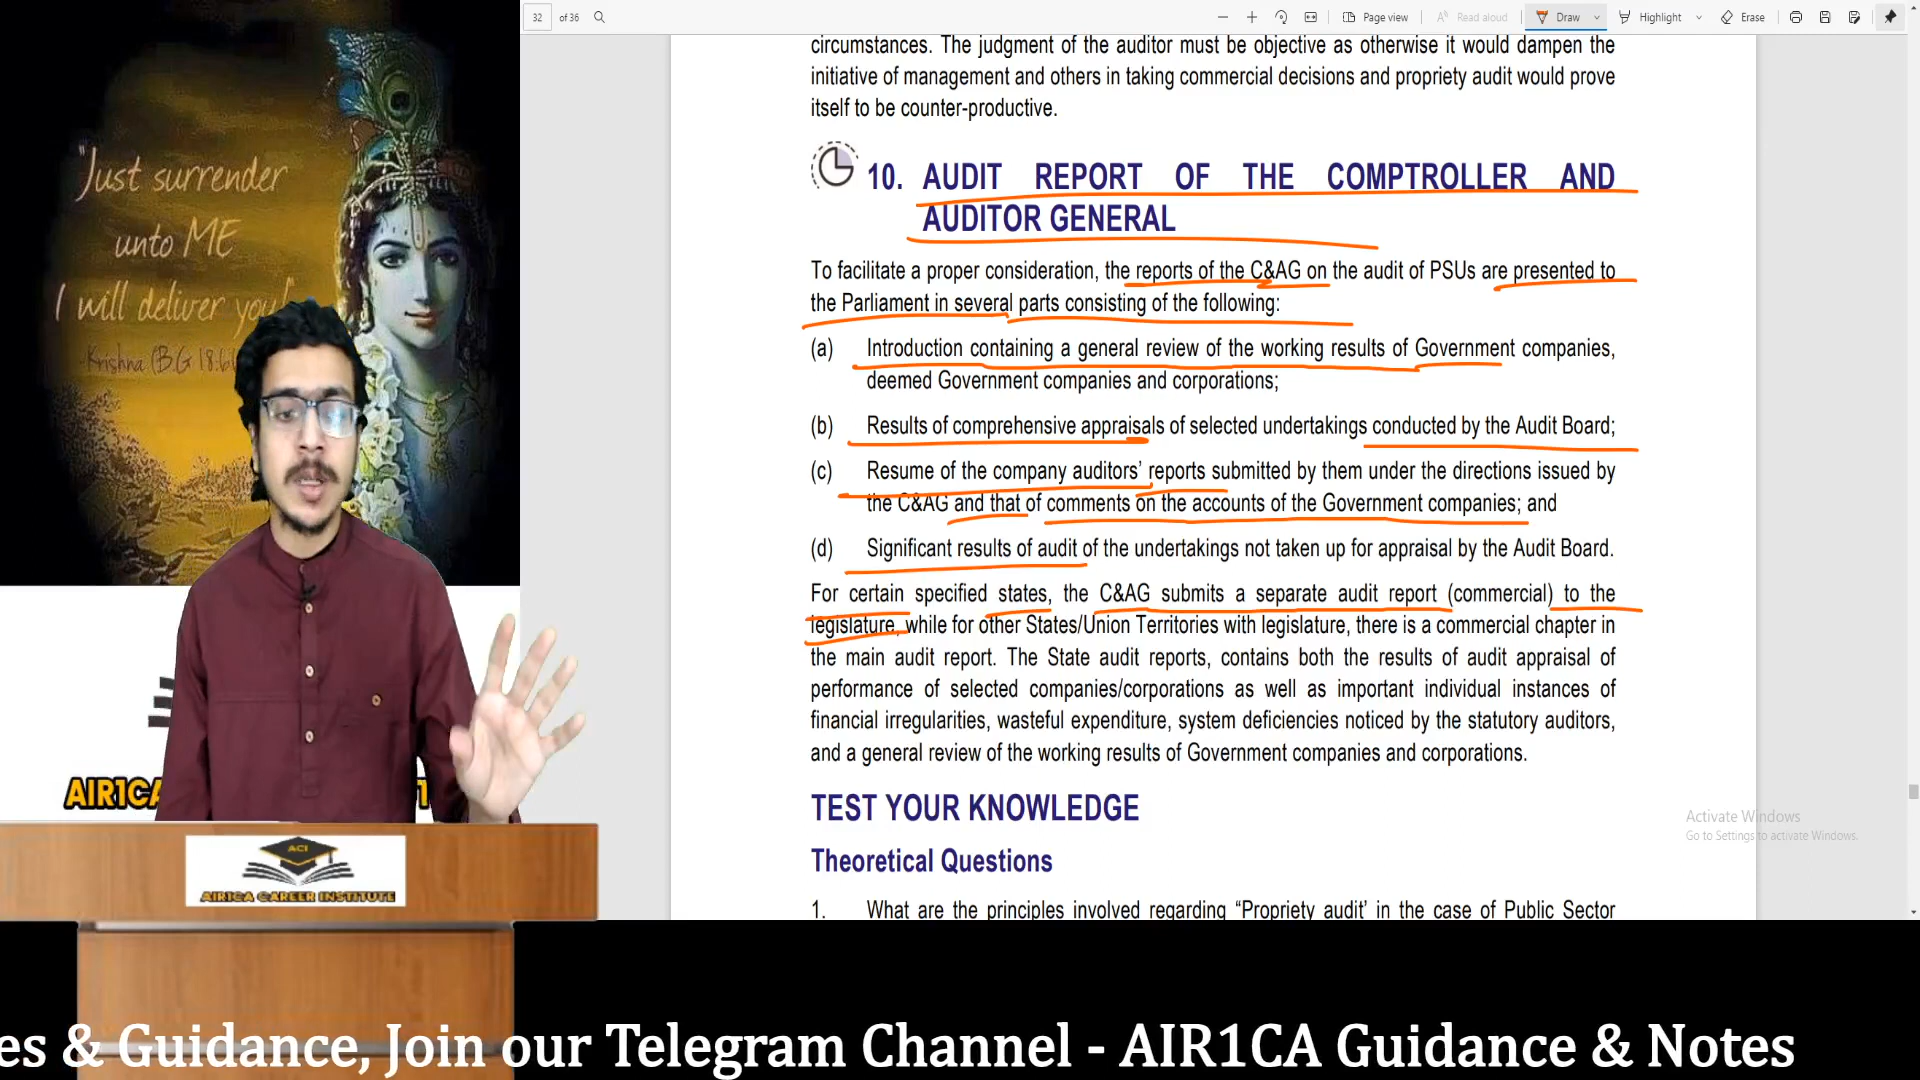 32 of 36
Page view
Read aloud
Draw
Highlight
Erase
"Just surrender
unto ME
I will deliver you!"
Krishna (B.G 18.6
circumstances. The judgment of the auditor must be objective as otherwise it would dampen the
initiative of management and others in taking commercial decisions and propriety audit would prove
itself to be counter-productive.
10. AUDIT REPORT OF THE COMPTROLLER AND
AUDITOR GENERAL
To facilitate a proper consideration, the reports of the C&AG on the audit of PSUs are presented to
the Parliament in several parts consisting of the following:
(a) Introduction containing a general review of the working results of Government companies,
deemed Government companies and corporations;
(b) Results of comprehensive appraisals of selected undertakings conducted by the Audit Board;
(c) Resume of the company auditors’ reports submitted by them under the directions issued by
the C&AG and that of comments on the accounts of the Government companies; and
(d) Significant results of audit of the undertakings not taken up for appraisal by the Audit Board.
For certain specified states, the C&AG submits a separate audit report (commercial) to the
legislature, while for other States/Union Territories with legislature, there is a commercial chapter in
the main audit report. The State audit reports, contains both the results of audit appraisal of
performance of selected companies/corporations as well as important individual instances of
financial irregularities, wasteful expenditure, system deficiencies noticed by the statutory auditors,
and a general review of the working results of Government companies and corporations.
TEST YOUR KNOWLEDGE
Theoretical Questions
1. What are the principles involved regarding “Propriety audit’ in the case of Public Sector
Activate Windows
Go to Settings to activate Windows.
AIR1CA
ACI
AIR1CA CAREER INSTITUTE
es & Guidance, Join our Telegram Channel - AIR1CA Guidance & Notes